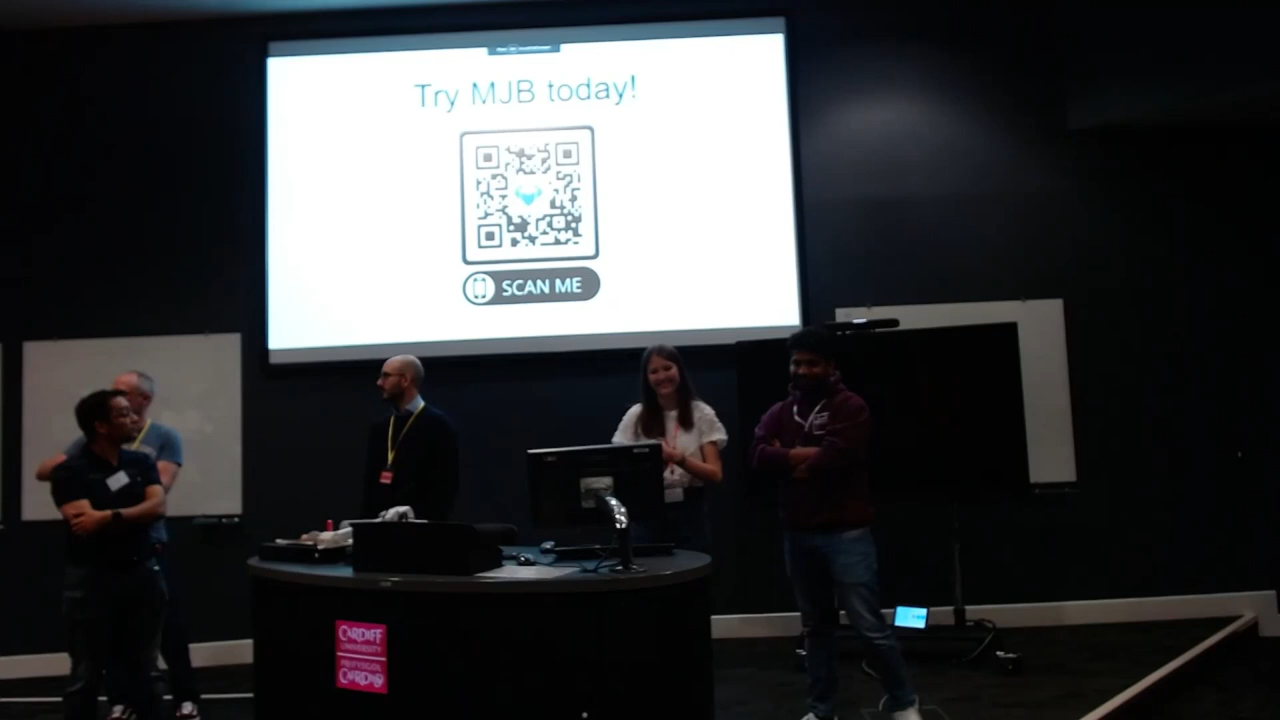 Try MJB today!
SCAN ME
CARDIFF
UNIVERSITY
PRIFYSGOL
CAERDYDD